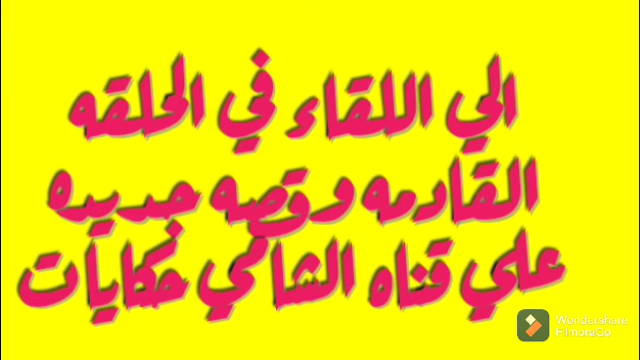 الي اللقاء في الحلقه
القادمه وقصه جديده
علي قناه الشامي حكايات
Wondershare
FilmoraGo